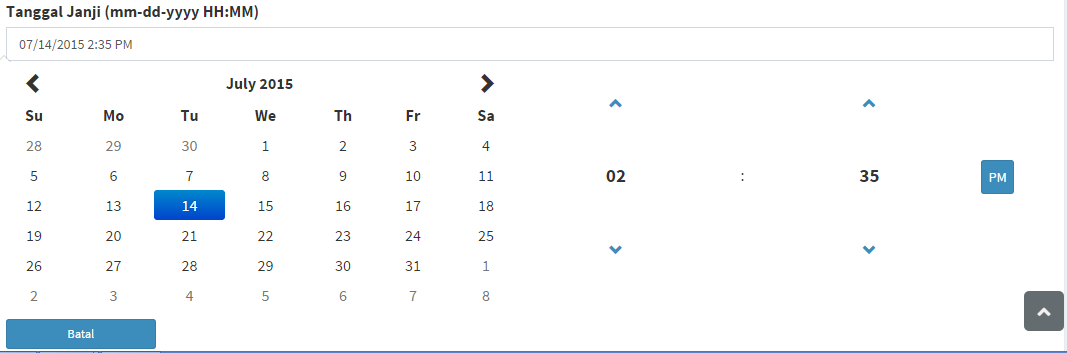 Tanggal Janji (mm-dd-yyyy HH:MM)
07/14/2015 2:35 PM
July 2015
Su Mo Tu We Th Fr Sa
28 29 30 1 2 3 4
5 6 7 8 9 10 11
12 13 14 15 16 17 18
19 20 21 22 23 24 25
26 27 28 29 30 31 1
2 3 4 5 6 7 8
02 : 35 PM
Batal